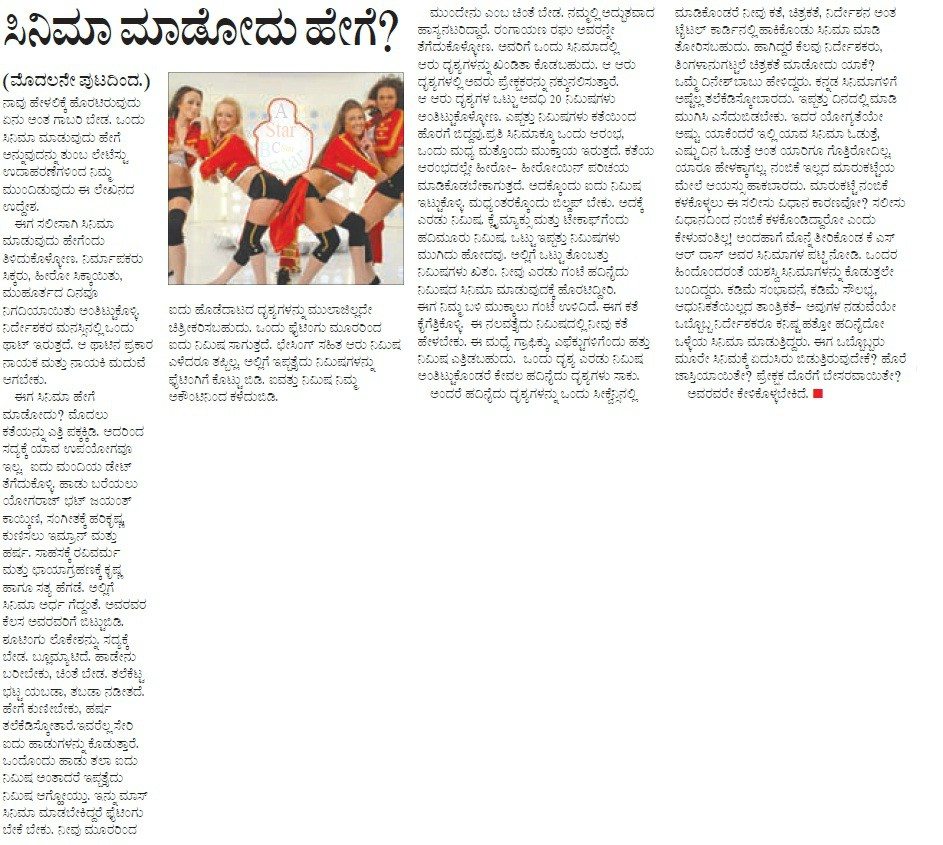 ಸಿನಿಮಾ ಮಾಡೋದು ಹೇಗೆ?
(ಮೊದಲನೇ ಪುಟದಿಂದ.)
ನಾವು ಹೇಳಲಿಕ್ಕೆ ಹೊರಟಿರುವುದು
ಏನು ಅಂತ ಗಾಬರಿ ಬೇಡ. ಒಂದು
ಸಿನಿಮಾ ಮಾಡುವುದು ಹೇಗೆ
ಅನ್ನುವುದನ್ನು ತುಂಬ ಲೇಟೆಸ್ಟು
ಉದಾಹರಣೆಗಳಿಂದ ನಿಮ್ಮ
ಮುಂದಿಡುವುದು ಈ ಲೇಖನದ
ಉದ್ದೇಶ.
ಈಗ ಸಲೀಸಾಗಿ ಸಿನಿಮಾ
ಮಾಡುವುದು ಹೇಗೆಂದು
ತಿಳಿದುಕೊಳ್ಳೋಣ. ನಿರ್ಮಾಪಕರು
ಸಿಕ್ಕರು, ಹೀರೋ ಸಿಕ್ಕಾಯಿತು,
ಮುಹೂರ್ತದ ದಿನವೂ
ನಿಗದಿಯಾಯಿತು ಅಂತಿಟ್ಟುಕೊಳ್ಳಿ.
ನಿರ್ದೇಶಕರ ಮನಸ್ಸಿನಲ್ಲಿ ಒಂದು
ಥಾಟ್ ಇರುತ್ತದೆ. ಆ ಥಾಟಿನ ಪ್ರಕಾರ
ನಾಯಕ ಮತ್ತು ನಾಯಕಿ ಮದುವೆ
ಆಗಬೇಕು.
ಈಗ ಸಿನಿಮಾ ಹೇಗೆ
ಮಾಡೋದು? ಮೊದಲು
ಕತೆಯನ್ನು ಎತ್ತಿ ಪಕ್ಕಕ್ಕಿಡಿ. ಅದರಿಂದ
ಸದ್ಯಕ್ಕೆ ಯಾವ ಉಪಯೋಗವೂ
ಇಲ್ಲ. ಐದು ಮಂದಿಯ ಡೇಟ್
ತೆಗೆದುಕೊಳ್ಳಿ. ಹಾಡು ಬರೆಯಲು
ಯೋಗರಾಜ್ ಭಟ್ ಜಯಂತ್
ಕಾಯ್ಕಿಣಿ, ಸಂಗೀತಕ್ಕೆ ಹರಿಕೃಷ್ಣ,
ಕುಣಿಸಲು ಇಮ್ರಾನ್ ಮತ್ತು
ಹರ್ಷ. ಸಾಹಸಕ್ಕೆ ರವಿವರ್ಮ
ಮತ್ತು ಛಾಯಾಗ್ರಹಣಕ್ಕೆ ಕೃಷ್ಣ
ಹಾಗೂ ಸತ್ಯ ಹೆಗಡೆ. ಅಲ್ಲಿಗೆ
ಸಿನಿಮಾ ಅರ್ಧ ಗೆದ್ದಂತೆ. ಅವರವರ
ಕೆಲಸ ಅವರವರಿಗೆ ಬಿಟ್ಟುಬಿಡಿ.
ಶೂಟಿಂಗು ಲೊಕೇಶನ್ನು ಸದ್ಯಕ್ಕೆ
ಬೇಡ. ಬ್ಲೂಮ್ಯಾಟಿದೆ. ಹಾಡೇನು
ಬರೀಬೇಕು, ಚಿಂತೆ ಬೇಡ. ತಲೆಕೆಟ್ಟ
ಭಟ್ಟ ಯಬಡಾ, ತಬಡಾ ನಡೀತದೆ.
ಹೇಗೆ ಕುಣೀಬೇಕು, ಹರ್ಷ
ತಲೆಕೆಡಿಸ್ಕೋತಾರೆ.ಇವರೆಲ್ಲ ಸೇರಿ
ಐದು ಹಾಡುಗಳನ್ನು ಕೊಡುತ್ತಾರೆ.
ಒಂದೊಂದು ಹಾಡು ತಲಾ ಐದು
ನಿಮಿಷ ಅಂತಾದರೆ ಇಪ್ಪತ್ತೈದು
ನಿಮಿಷ ಆಗ್ಹೋಯ್ತು. ಇನ್ನು ಮಾಸ್
ಸಿನಿಮಾ ಮಾಡಬೇಕಿದ್ದರೆ ಫೈಟಿಂಗು
ಬೇಕೆ ಬೇಕು. ನೀವು ಮೂರರಿಂದ
A
Star
ಐದು ಹೊಡೆದಾಟದ ದೃಶ್ಯಗಳನ್ನು ಮುಲಾಜಿಲ್ಲದೇ
ಚಿತ್ರೀಕರಿಸಬಹುದು. ಒಂದು ಫೈಟಿಂಗು ಮೂರರಿಂದ
ಐದು ನಿಮಿಷ ಸಾಗುತ್ತದೆ. ಛೇಸಿಂಗ್ ಸಹಿತ ಆರು ನಿಮಿಷ
ಎಳೆದರೂ ತಪ್ಪಿಲ್ಲ. ಅಲ್ಲಿಗೆ ಇಪ್ಪತ್ತೈದು ನಿಮಿಷಗಳನ್ನು
ಫೈಟಿಂಗಿಗೆ ಕೊಟ್ಟು ಬಿಡಿ. ಐವತ್ತು ನಿಮಿಷ ನಿಮ್ಮ
ಅಕೌಂಟಿನಿಂದ ಕಳೆದುಬಿಡಿ.
ಮುಂದೇನು ಎಂಬ ಚಿಂತೆ ಬೇಡ. ನಮ್ಮಲ್ಲಿ ಅದ್ಭುತವಾದ
ಹಾಸ್ಯನಟರಿದ್ದಾರೆ. ರಂಗಾಯಣ ರಘು ಅವರನ್ನೇ
ತೆಗೆದುಕೊಳ್ಳೋಣ. ಅವರಿಗೆ ಒಂದು ಸಿನಿಮಾದಲ್ಲಿ
ಆರು ದೃಶ್ಯಗಳನ್ನು ಖಂಡಿತಾ ಕೊಡಬಹುದು. ಆ ಆರು
ದೃಶ್ಯಗಳಲ್ಲಿ ಅವರು ಪ್ರೇಕ್ಷಕರನ್ನು ನಕ್ಕುನಲಿಸುತ್ತಾರೆ.
ಆ ಆರು ದೃಶ್ಯಗಳ ಒಟ್ಟು ಅವಧಿ 20 ನಿಮಿಷಗಳು
ಅಂತಿಟ್ಟುಕೊಳ್ಳೋಣ. ಎಪ್ಪತ್ತು ನಿಮಿಷಗಳು ಕತೆಯಿಂದ
ಹೊರಗೆ ಬಿದ್ದವು.ಪ್ರತಿ ಸಿನಿಮಾಕ್ಕೂ ಒಂದು ಆರಂಭ,
ಒಂದು ಮಧ್ಯ ಮತ್ತೊಂದು ಮುಕ್ತಾಯ ಇರುತ್ತದೆ. ಕತೆಯ
ಆರಂಭದಲ್ಲೇ ಹೀರೋ- ಹೀರೋಯಿನ್ ಪರಿಚಯ
ಮಾಡಿಕೊಡಬೇಕಾಗುತ್ತದೆ. ಅದಕ್ಕೊಂದು ಐದು ನಿಮಿಷ
ಇಟ್ಟುಕೊಳ್ಳಿ. ಮಧ್ಯಂತರಕ್ಕೊಂದು ಬಿಲ್ಡಪ್ ಬೇಕು. ಅದಕ್ಕೆ
ಎರಡು ನಿಮಿಷ. ಕ್ಲೈಮ್ಯಾಕ್ಸು ಮತ್ತು ಟೇಕಾಫ್‌ಗೆಂದು
ಹದಿಮೂರು ನಿಮಿಷ. ಒಟ್ಟು ಇಪ್ಪತ್ತು ನಿಮಿಷಗಳು
ಮುಗಿದು ಹೋದವು. ಅಲ್ಲಿಗೆ ಒಟ್ಟು ತೊಂಬತ್ತು
ನಿಮಿಷಗಳು ಖತಂ. ನೀವು ಎರಡು ಗಂಟೆ ಹದಿನೈದು
ನಿಮಿಷದ ಸಿನಿಮಾ ಮಾಡುವುದಕ್ಕೆ ಹೊರಟಿದ್ದೀರಿ.
ಈಗ ನಿಮ್ಮ ಬಳಿ ಮುಕ್ಕಾಲು ಗಂಟೆ ಉಳಿದಿದೆ. ಈಗ ಕತೆ
ಕೈಗೆತ್ತಿಕೊಳ್ಳಿ. ಈ ನಲವತ್ತೈದು ನಿಮಿಷದಲ್ಲಿ ನೀವು ಕತೆ
ಹೇಳಬೇಕು. ಈ ಮಧ್ಯೆ ಗ್ರಾಫಿಕ್ಕು, ಎಫೆಕ್ಟುಗಳಿಗೆಂದು ಹತ್ತು
ನಿಮಿಷ ಎತ್ತಿಡಬಹುದು. ಒಂದು ದೃಶ್ಯ ಎರಡು ನಿಮಿಷ
ಅಂತಿಟ್ಟುಕೊಂಡರೆ ಕೇವಲ ಹದಿನೈದು ದೃಶ್ಯಗಳು ಸಾಕು.
ಅಂದರೆ ಹದಿನೈದು ದೃಶ್ಯಗಳನ್ನು ಒಂದು ಸೀಕ್ವೆನ್ಸಿನಲ್ಲಿ
ಮಾಡಿಕೊಂಡರೆ ನೀವು ಕತೆ, ಚಿತ್ರಕತೆ, ನಿರ್ದೇಶನ ಅಂತ
ಟೈಟಲ್ ಕಾರ್ಡಿನಲ್ಲಿ ಹಾಕಿಕೊಂಡು ಸಿನಿಮಾ ಮಾಡಿ
ತೋರಿಸಬಹುದು. ಹಾಗಿದ್ದರೆ ಕೆಲವು ನಿರ್ದೇಶಕರು,
ತಿಂಗಳಾನುಗಟ್ಟಲೆ ಚಿತ್ರಕತೆ ಮಾಡೋದು ಯಾಕೆ?
ಒಮ್ಮೆ ದಿನೇಶ್‌ಬಾಬು ಹೇಳಿದ್ದರು. ಕನ್ನಡ ಸಿನಿಮಾಗಳಿಗೆ
ಅಷ್ಟೆಲ್ಲ ತಲೆಕೆಡಿಸ್ಕೋಬಾರದು. ಇಪ್ಪತ್ತು ದಿನದಲ್ಲಿ ಮಾಡಿ
ಮುಗಿಸಿ ಎಸೆದುಬಿಡಬೇಕು. ಇದರ ಯೋಗ್ಯತೆಯೇ
ಅಷ್ಟು. ಯಾಕೆಂದರೆ ಇಲ್ಲಿ ಯಾವ ಸಿನಿಮಾ ಓಡುತ್ತೆ,
ಎಷ್ಟು ದಿನ ಓಡುತ್ತೆ ಅಂತ ಯಾರಿಗೂ ಗೊತ್ತಿರೋದಿಲ್ಲ.
ಯಾರೂ ಹೇಳಕ್ಕಾಗಲ್ಲ. ನಂಬಿಕೆ ಇಲ್ಲದ ಮಾರುಕಟ್ಟೆಯ
ಮೇಲೆ ಆಯಸ್ಸು ಹಾಕಬಾರದು. ಮಾರುಕಟ್ಟೆ ನಂಬಿಕೆ
ಕಳಕೊಳ್ಳಲು ಈ ಸಲೀಸು ವಿಧಾನ ಕಾರಣವೋ? ಸಲೀಸು
ವಿಧಾನದಿಂದ ನಂಬಿಕೆ ಕಳಕೊಂಡಿದ್ದಾರೋ ಎಂದು
ಕೇಳುವಂತಿಲ್ಲ! ಅಂದಹಾಗೆ ಮೊನ್ನೆ ತೀರಿಕೊಂಡ ಕೆ ಎಸ್
ಆರ್ ದಾಸ್ ಅವರ ಸಿನಿಮಾಗಳ ಪಟ್ಟಿ ನೋಡಿ. ಒಂದರ
ಹಿಂದೊಂದರಂತೆ ಯಶಸ್ವಿ ಸಿನಿಮಾಗಳನ್ನು ಕೊಡುತ್ತಲೇ
ಬಂದಿದ್ದರು. ಕಡಿಮೆ ಸಂಭಾವನೆ, ಕಡಿಮೆ ಸೌಲಭ್ಯ,
ಆಧುನಿಕತೆಯಿಲ್ಲದ ತಾಂತ್ರಿಕತೆ- ಅವುಗಳ ನಡುವೆಯೇ
ಒಬ್ಬೊಬ್ಬ ನಿರ್ದೇಶಕರೂ ಕನಿಷ್ಠ ಹತ್ತೋ ಹದಿನೈದೋ
ಒಳ್ಳೆಯ ಸಿನಿಮಾ ಮಾಡುತ್ತಿದ್ದರು. ಈಗ ಒಬ್ಬೊಬ್ಬರು
ಮೂರೇ ಸಿನಿಮಕ್ಕೆ ಏದುಸಿರು ಬಿಡುತ್ತಿರುವುದೇಕೆ? ಹೊರೆ
ಜಾಸ್ತಿಯಾಯಿತೇ? ಪ್ರೇಕ್ಷಕ ದೊರೆಗೆ ಬೇಸರವಾಯಿತೇ?
ಅವರವರೇ ಕೇಳಿಕೊಳ್ಳಬೇಕಿದೆ.